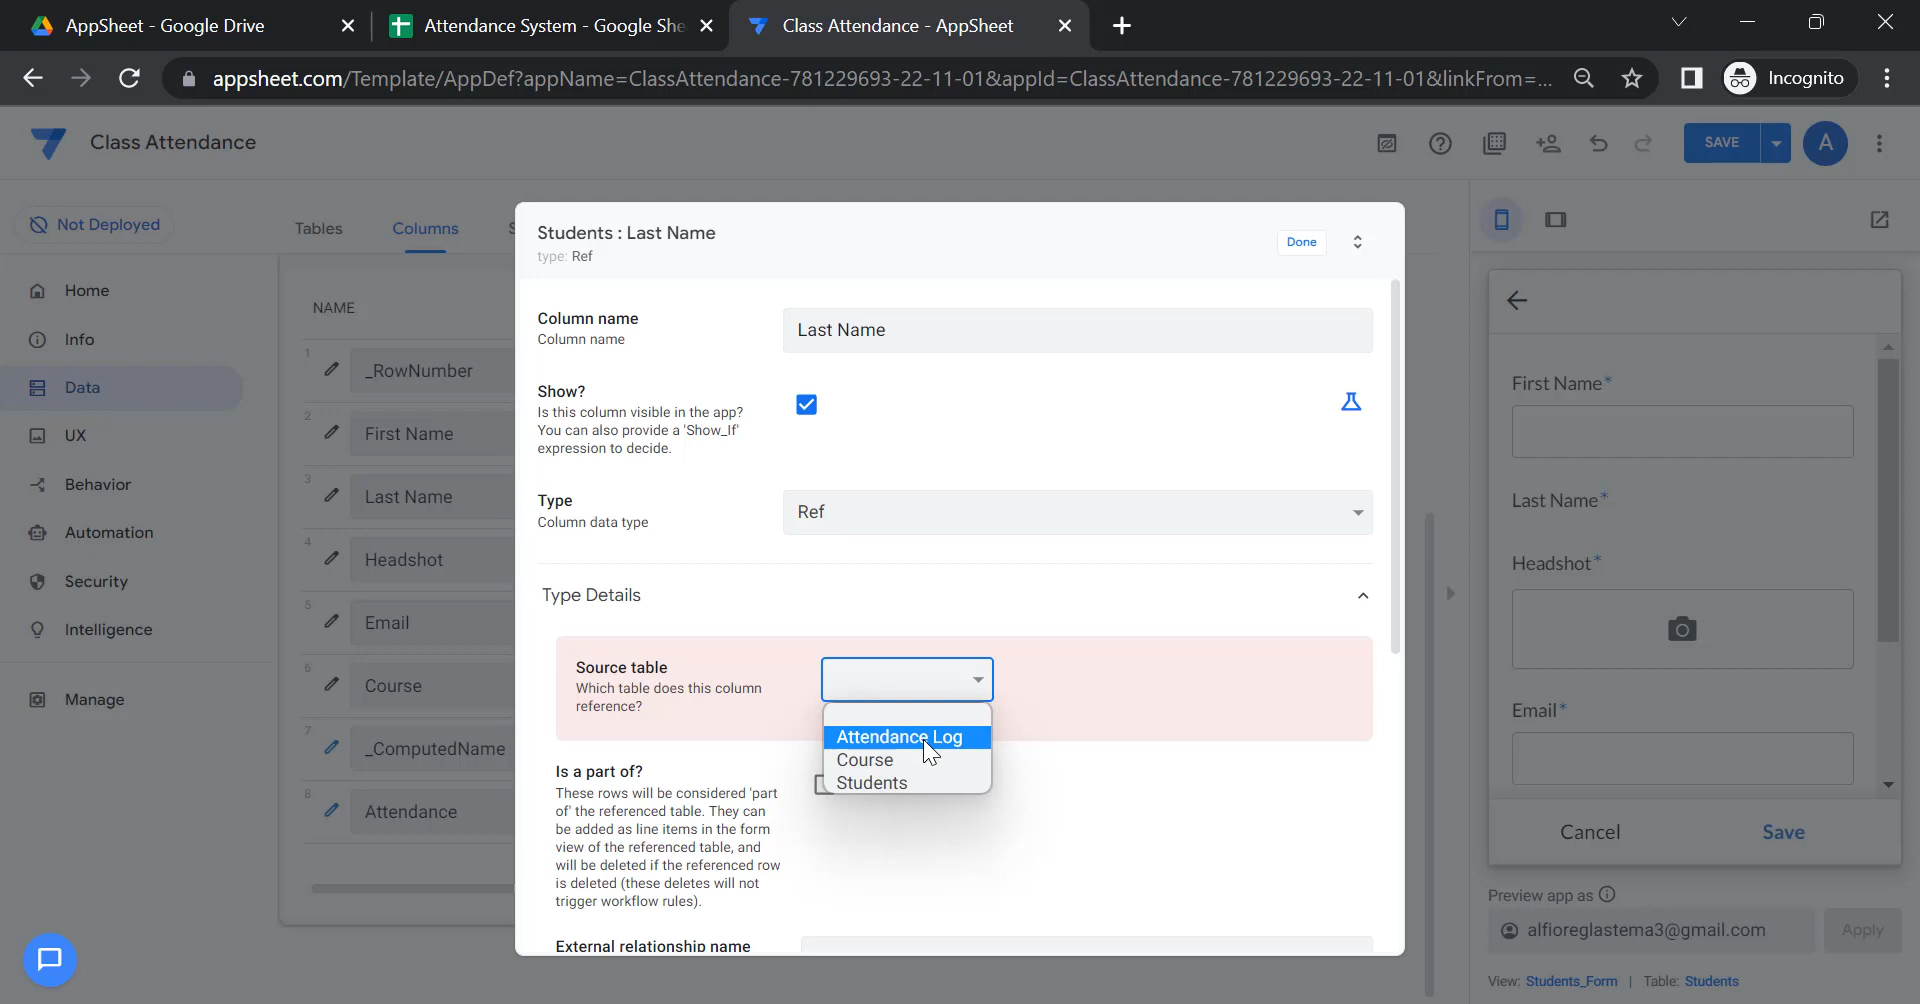 AppSheet - Google Drive
Attendance System - Google She
Class Attendance - AppSheet
appsheet.com/Template/AppDef?appName=ClassAttendance-781229693-22-11-01&appId=ClassAttendance-781229693-22-11-01&linkFrom=...
Incognito
Class Attendance
SAVE
A
Not Deployed
Home
Info
Data
UX
Behavior
Automation
Security
Intelligence
Manage
Tables
Columns
S
NAME
1
_RowNumber
2
First Name
3
Last Name
4
Headshot
5
Email
6
Course
7
_ComputedName
8
Attendance
Students : Last Name
type: Ref
Done
Column name
Column name
Last Name
Show?
Is this column visible in the app?
You can also provide a 'Show_If'
expression to decide.
Type
Column data type
Ref
Type Details
Source table
Which table does this column
reference?
Attendance Log
Course
Students
Is a part of?
These rows will be considered 'part
of' the referenced table. They can
be added as line items in the form
view of the referenced table, and
will be deleted if the referenced row
is deleted (these deletes will not
trigger workflow rules).
External relationship name
First Name*
Last Name*
Headshot*
Email*
Cancel
Save
Preview app as
alfioreglastema3@gmail.com
Apply
View: Students_Form | Table: Students